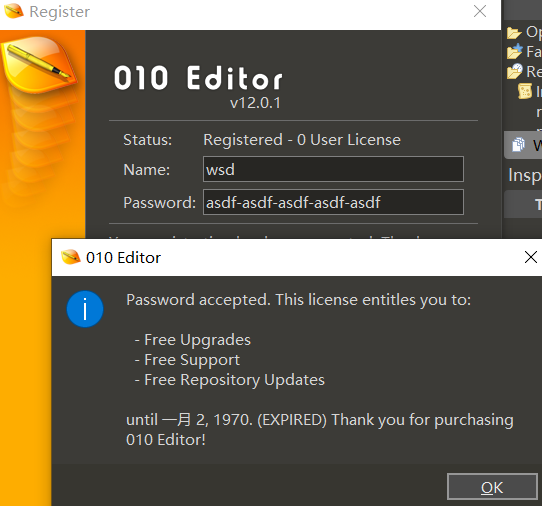 Register
010 Editor
v12.0.1
Status: Registered - 0 User License
Name: wsd
Password: asdf-asdf-asdf-asdf-asdf
010 Editor
Password accepted. This license entitles you to:
- Free Upgrades
- Free Support
- Free Repository Updates
until 一月 2, 1970. (EXPIRED) Thank you for purchasing
010 Editor!
OK
Op
Fa
Re
W
Insp
T